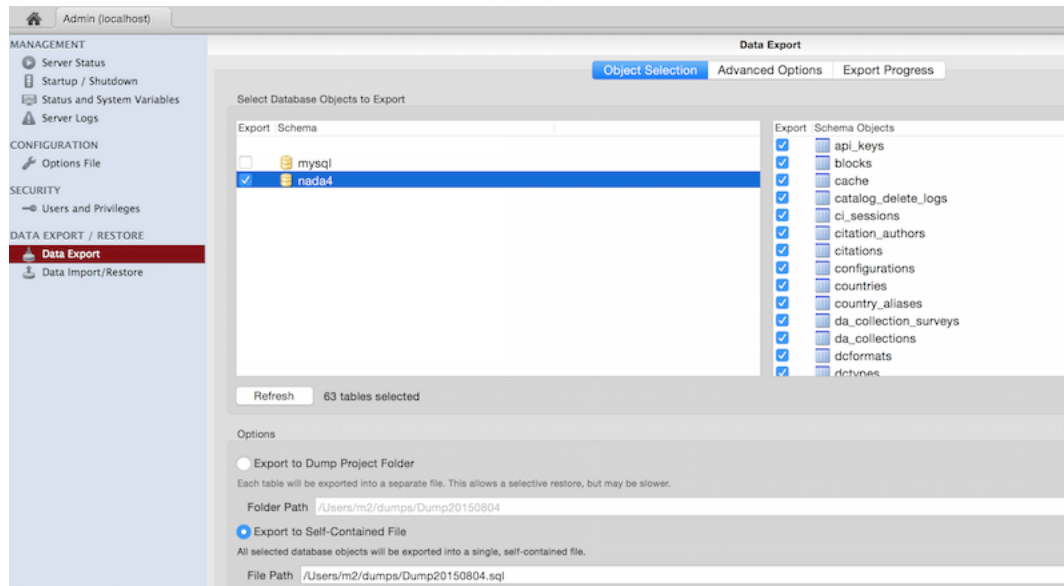 Admin (localhost)
MANAGEMENT
Server Status
Startup / Shutdown
Status and System Variables
Server Logs
CONFIGURATION
Options File
SECURITY
Users and Privileges
DATA EXPORT / RESTORE
Data Export
Data Import/Restore
Data Export
Object Selection Advanced Options Export Progress
Select Database Objects to Export
Export Schema
mysql
nada4
Export Schema Objects
api_keys
blocks
cache
catalog_delete_logs
ci_sessions
citation_authors
citations
configurations
countries
country_aliases
da_collection_surveys
da_collections
dcformats
dctypes
Refresh 63 tables selected
Options
Export to Dump Project Folder
Each table will be exported into a separate file. This allows a selective restore, but may be slower.
Folder Path /Users/m2/dumps/Dump20150804
Export to Self-Contained File
All selected database objects will be exported into a single, self-contained file.
File Path /Users/m2/dumps/Dump20150804.sql